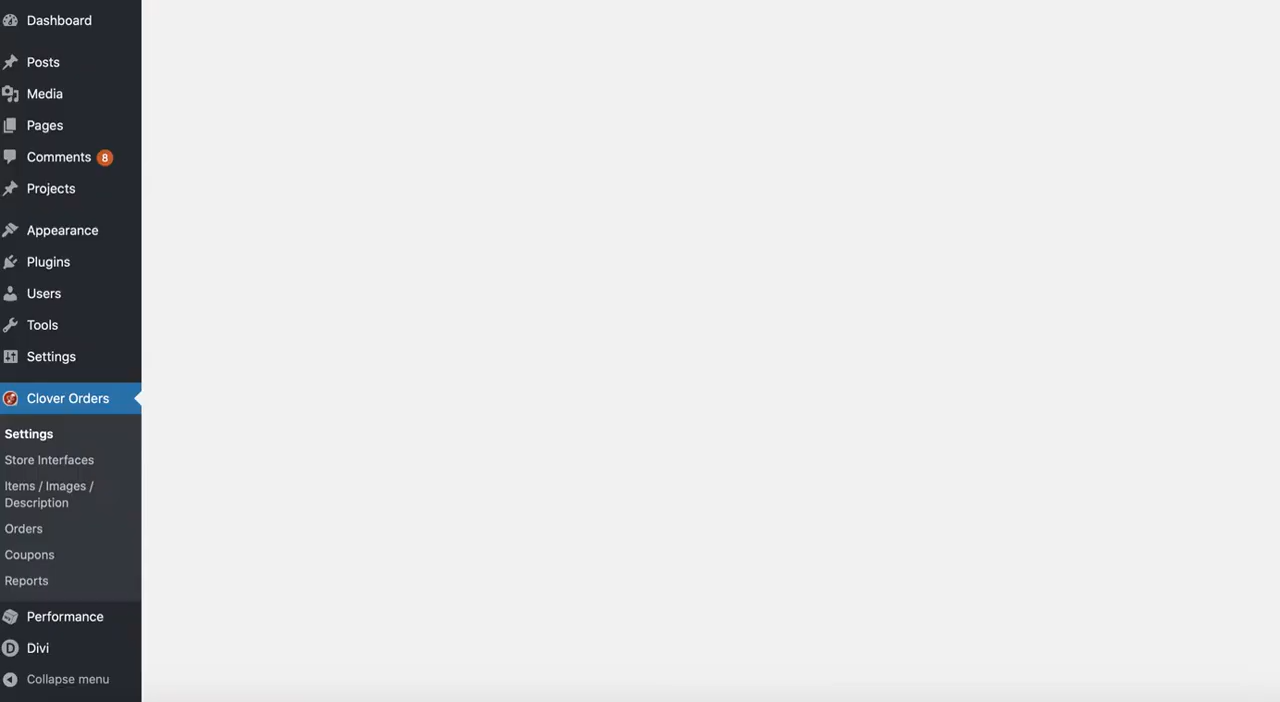 Dashboard
Posts
Media
Pages
Comments 8
Projects
Appearance
Plugins
Users
Tools
Settings
Clover Orders
Settings
Store Interfaces
Items / Images /
Description
Orders
Coupons
Reports
Performance
D Divi
Collapse menu